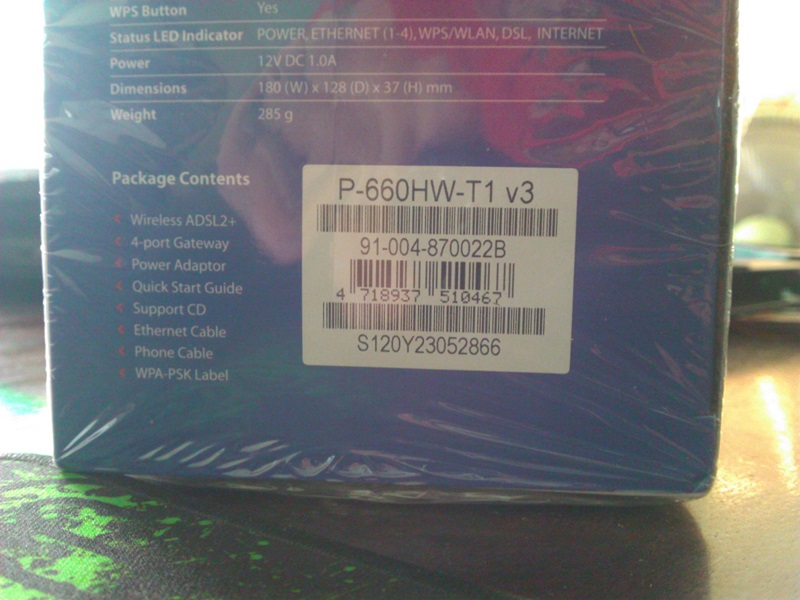 WPS Button Yes
Status LED Indicator POWER, ETHERNET (1-4), WPS/WLAN, DSL, INTERNET
Power 12V DC 1.0A
Dimensions 180 (W) x 128 (D) x 37 (H) mm
Weight 285 g
Package Contents
Wireless ADSL2+
4-port Gateway
Power Adaptor
Quick Start Guide
Support CD
Ethernet Cable
Phone Cable
WPA-PSK Label
P-660HW-T1 v3
91-004-870022B
4 718937 510467
S120Y23052866